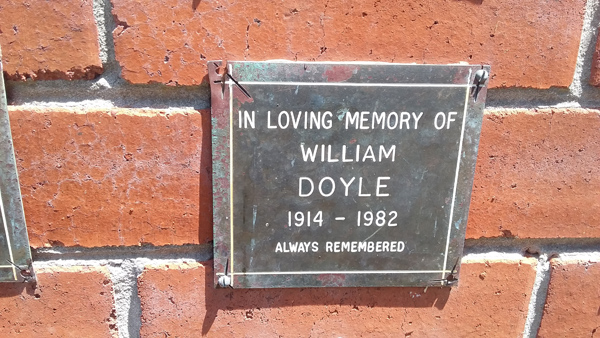 IN LOVING MEMORY OF
WILLIAM
DOYLE
1914 - 1982
ALWAYS REMEMBERED